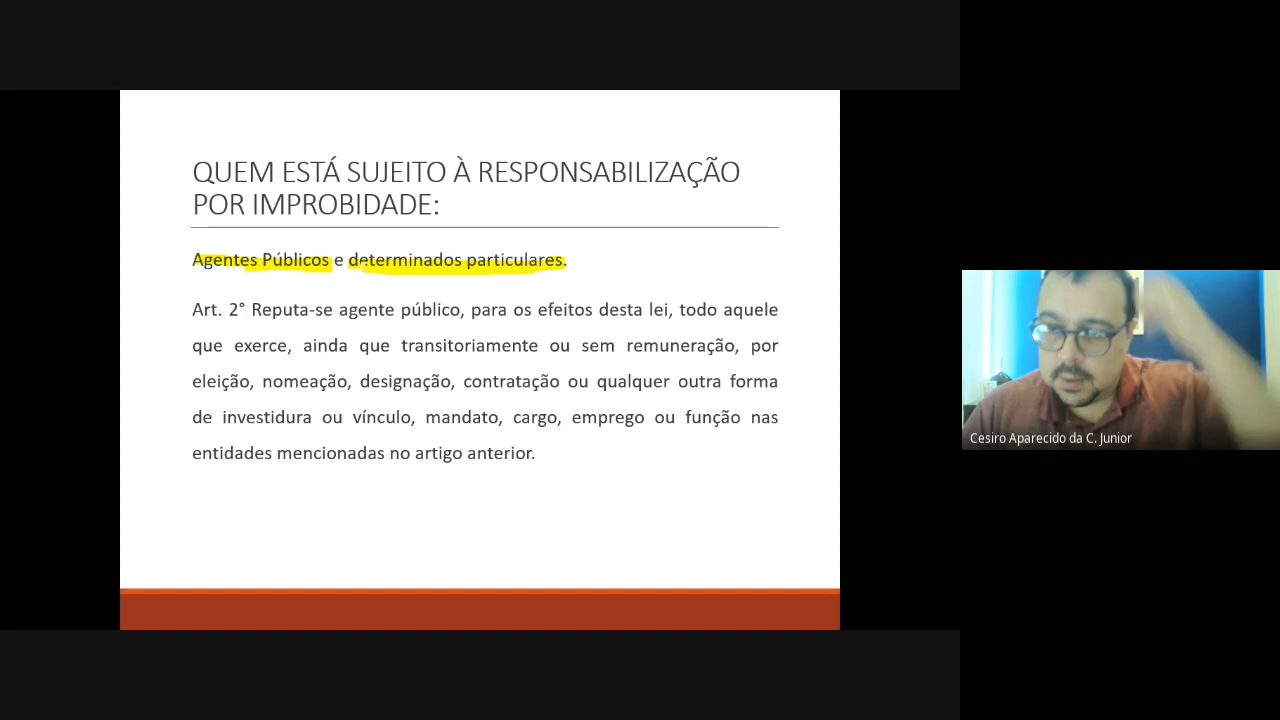 QUEM ESTÁ SUJEITO À RESPONSABILIZAÇÃO
POR IMPROBIDADE:
Agentes Públicos e determinados particulares.
Art. 2° Reputa-se agente público, para os efeitos desta lei, todo aquele
que exerce, ainda que transitoriamente ou sem remuneração, por
eleição, nomeação, designação, contratação ou qualquer outra forma
de investidura ou vínculo, mandato, cargo, emprego ou função nas
entidades mencionadas no artigo anterior.
Cesiro Aparecido da C. Junior